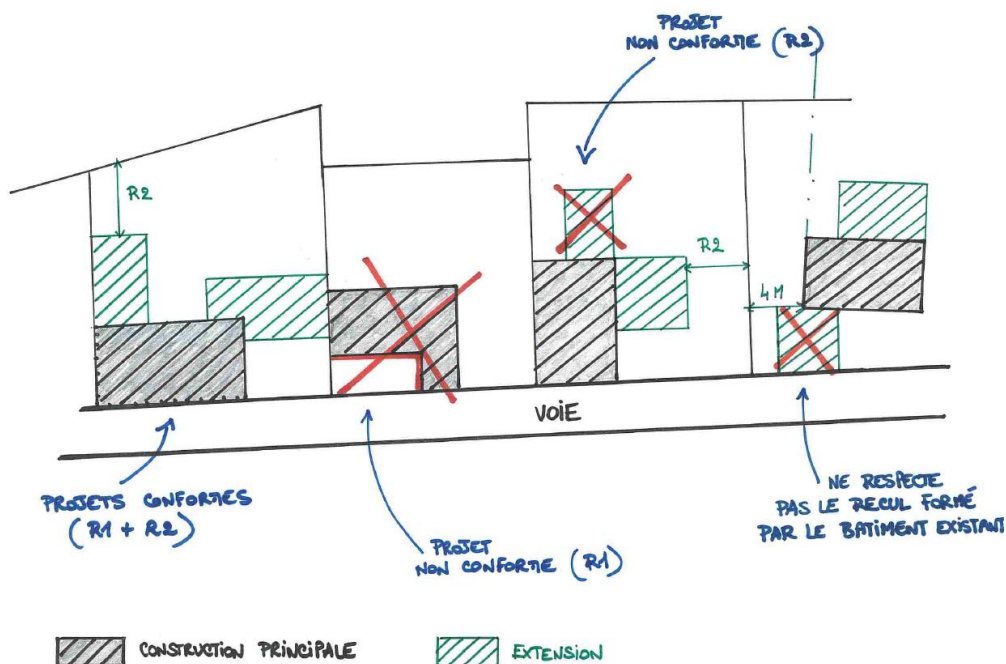 PROJET
NON CONFORME (R2)
R2
R2
4M
VOIE
PROJETS CONFORMES
(R1 + R2)
PROJET
NON CONFORME (R1)
NE RESPECTE
PAS LE RECUL FORMÉ
PAR LE BATIMENT EXISTANT
CONSTRUCTION PRINCIPALE
EXTENSION